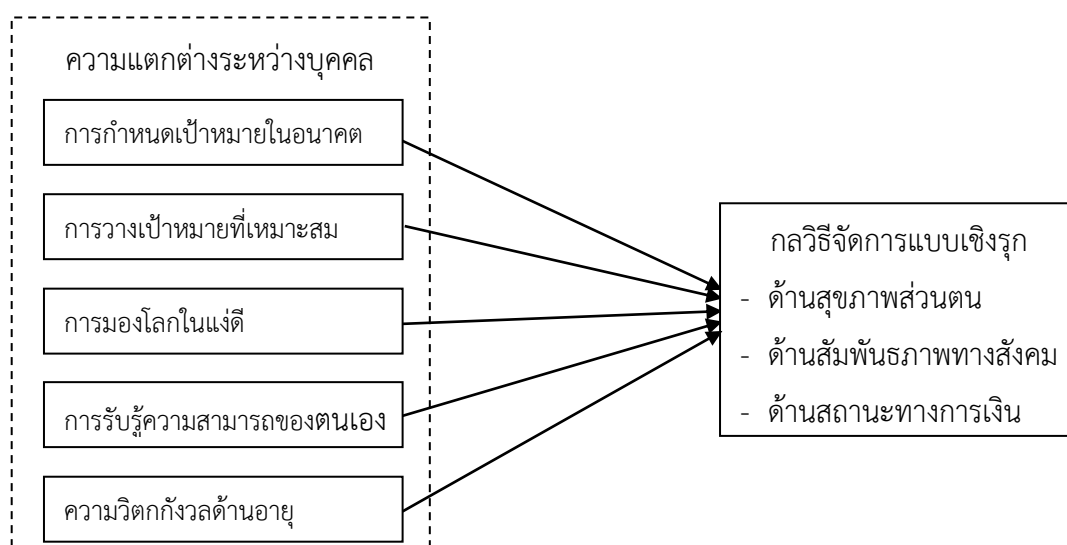 ความแตกต่างระหว่างบุคคล
การกำหนดเป้าหมายในอนาคต
การวางเป้าหมายที่เหมาะสม
การมองโลกในแง่ดี
การรับรู้ความสามารถของตนเอง
ความวิตกกังวลด้านอายุ
กลวิธีจัดการแบบเชิงรุก
- ด้านสุขภาพส่วนตน
- ด้านสัมพันธภาพทางสังคม
- ด้านสถานะทางการเงิน